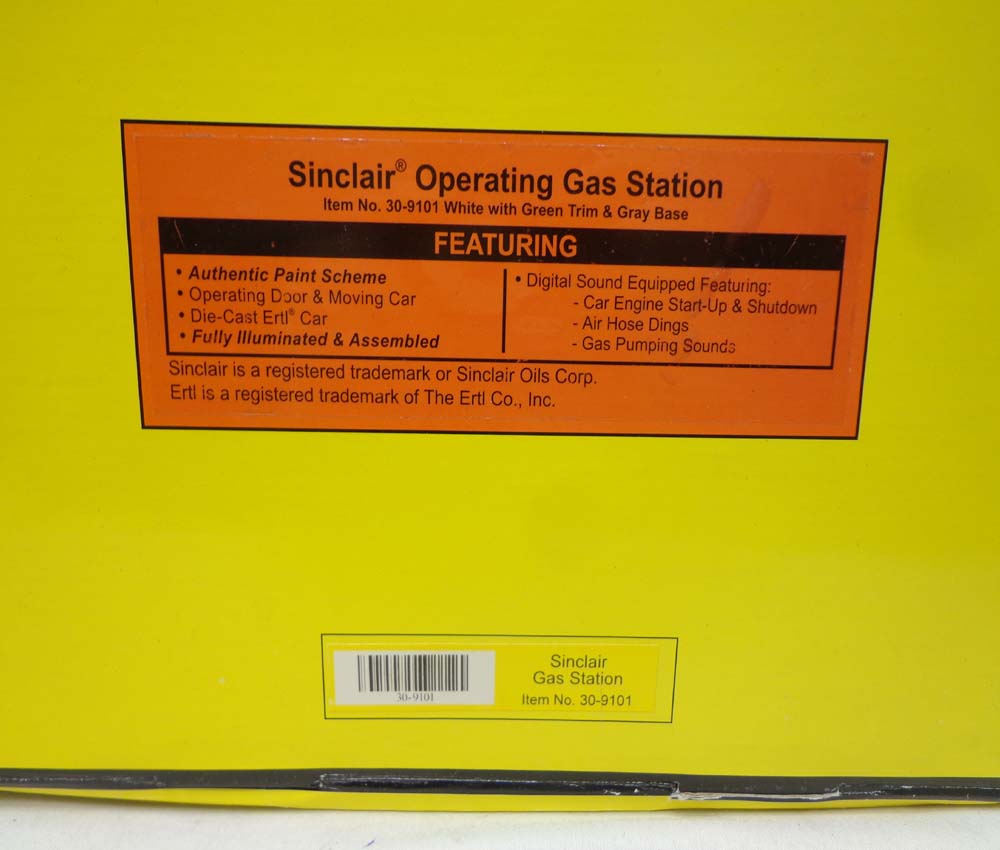 Sinclair® Operating Gas Station
Item No. 30-9101 White with Green Trim & Gray Base
FEATURING
• Authentic Paint Scheme
• Operating Door & Moving Car
• Die-Cast Ertl® Car
• Fully Illuminated & Assembled
• Digital Sound Equipped Featuring:
- Car Engine Start-Up & Shutdown
- Air Hose Dings
- Gas Pumping Sounds
Sinclair is a registered trademark or Sinclair Oils Corp.
Ertl is a registered trademark of The Ertl Co., Inc.
30-9101
Sinclair
Gas Station
Item No. 30-9101